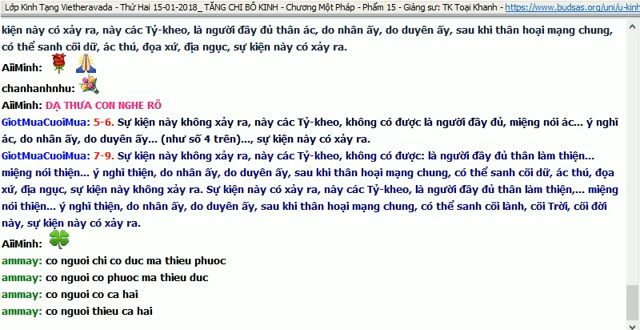 Lớp Kinh Tạng Vietheravada - Thứ Hai 15-01-2018_ TĂNG CHI BỘ KINH - Chương Một Pháp - Phẩm 15 - Giảng sư: TK Toại Khanh - https://www.budsas.org/uni/u-kinh
kiện này có xảy ra, này các Tỷ-kheo, là người đầy đủ thân ác, do nhân ấy, do duyên ấy, sau khi thân hoại mạng chung,
có thể sanh cõi dữ, ác thú, đọa xứ, địa ngục, sự kiện này có xảy ra.
AiiMinh:
chanhanhnhu:
AiiMinh: DẠ THƯA CON NGHE RÕ
GiotMuaCuoiMua: 5-6. Sự kiện này không xảy ra, này các Tỷ-kheo, không có được là người đầy đủ, miệng nói ác... ý nghĩ
ác, do nhân ấy, do duyên ấy... (như số 4 trên)..., sự kiện này có xảy ra.
GiotMuaCuoiMua: 7-9. Sự kiện này không xảy ra, này các Tỷ-kheo, không có được: là người đầy đủ thân làm thiện...
miệng nói thiện... ý nghĩ thiện, do nhân ấy, do duyên ấy, sau khi thân hoại mạng chung, có thể sanh cõi dữ, ác thú, đọa
xứ, địa ngục, sự kiện này không xảy ra. Sự kiện này có xảy ra, này các Tỷ-kheo, là người đầy đủ thân làm thiện,... miệng
nói thiện... ý nghĩ thiện, do nhân ấy, do duyên ấy, sau khi thân hoại mạng chung, có thể sanh cõi lành, cõi Trời, cõi đời
này, sự kiện này có xảy ra.
AiiMinh:
ammay: co nguoi chi co duc ma thieu phuoc
ammay: co nguoi co phuoc ma thieu duc
ammay: co nguoi co ca hai
ammay: co nguoi thieu ca hai